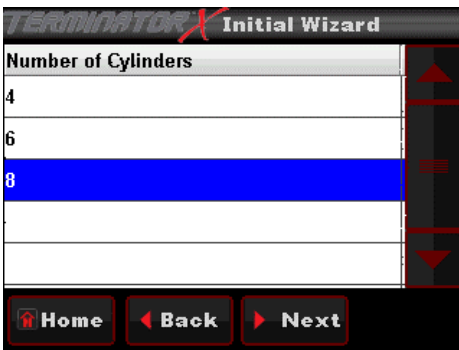 TERMINATOR X Initial Wizard
Number of Cylinders
4
6
8
Home Back Next